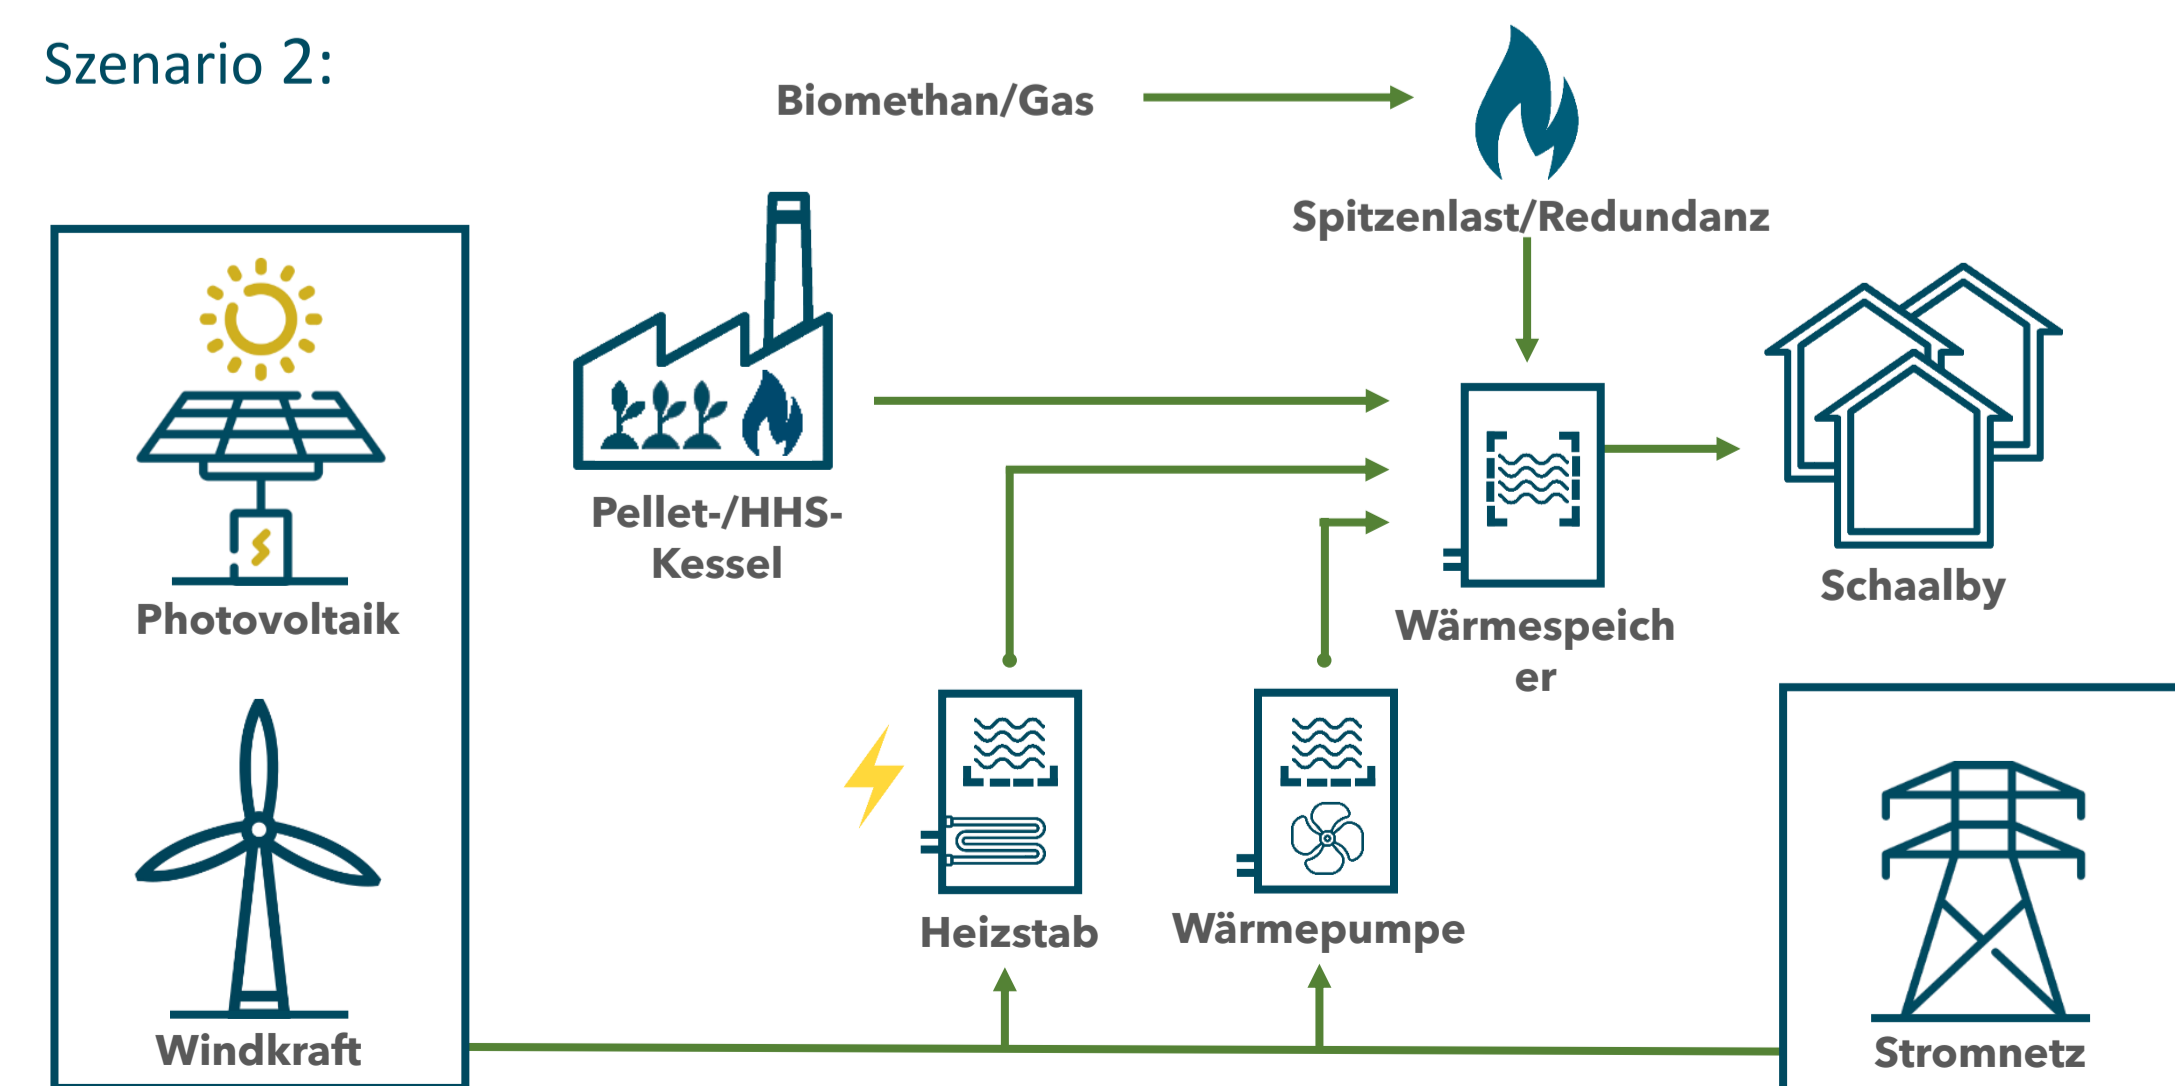 Szenario 2:
Biomethan/Gas
Spitzenlast/Redundanz
Pellet-/HHS-
Kessel
Photovoltaik
Schaalby
Wärmespeich
er
Heizstab
Wärmepumpe
Windkraft
Stromnetz